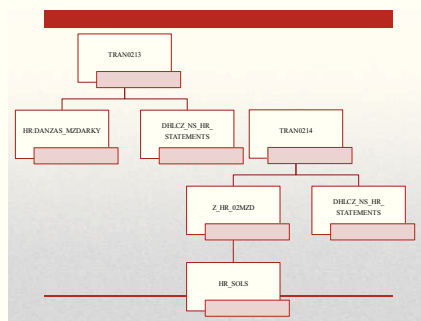 TRAN0213
HR:DANZAS_MZDARKY
DHLCZ_NS_HR_
STATEMENTS
TRAN0214
Z_HR_02MZD
DHLCZ_NS_HR_
STATEMENTS
HR_SOLS